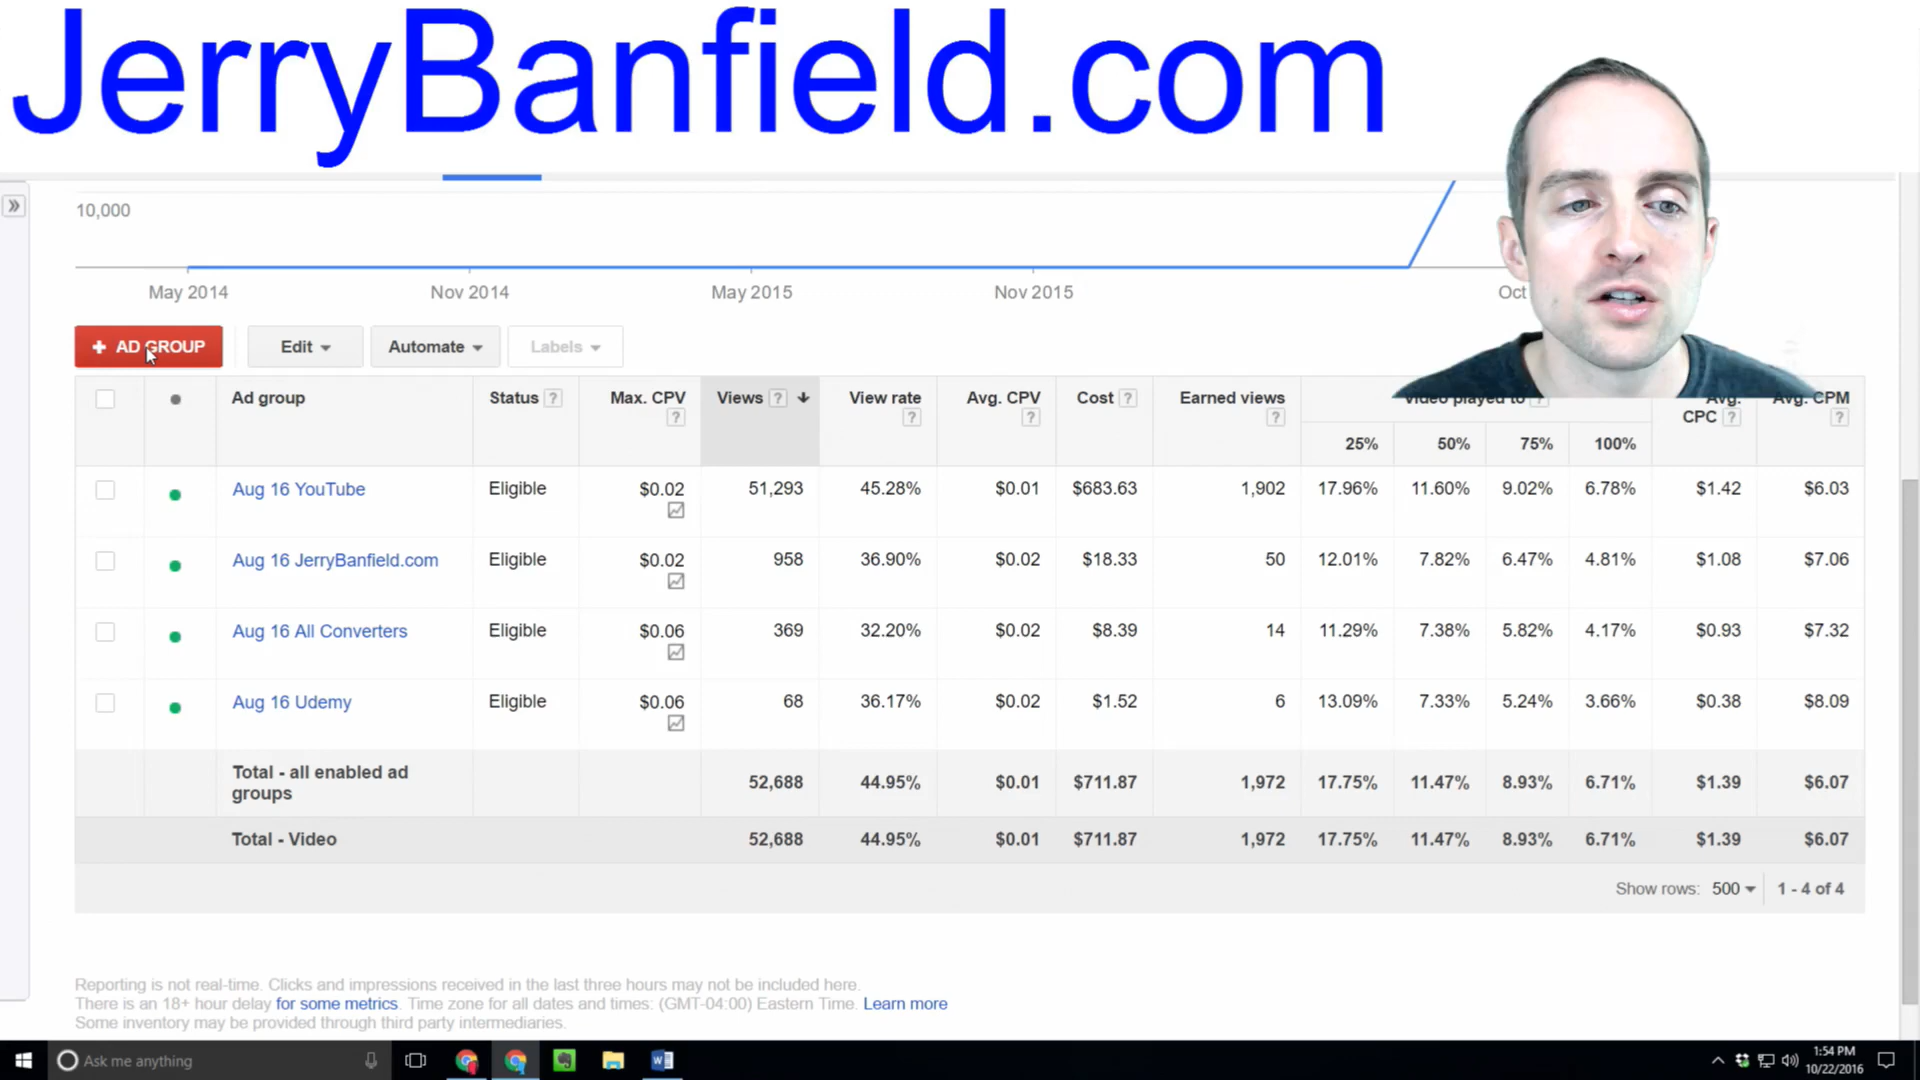 JerryBanfield.com
10,000
May 2014 Nov 2014 May 2015 Nov 2015 Oct
+ AD GROUP Edit Automate Labels
Ad group Status ? Max. CPV ? Views ? View rate ? Avg. CPV ? Cost ? Earned views ? Video played to ? Avg. CPC ? Avg. CPM ?
25% 50% 75% 100%
Aug 16 YouTube Eligible $0.02 51,293 45.28% $0.01 $683.63 1,902 17.96% 11.60% 9.02% 6.78% $1.42 $6.03
Aug 16 JerryBanfield.com Eligible $0.02 958 36.90% $0.02 $18.33 50 12.01% 7.82% 6.47% 4.81% $1.08 $7.06
Aug 16 All Converters Eligible $0.06 369 32.20% $0.02 $8.39 14 11.29% 7.38% 5.82% 4.17% $0.93 $7.32
Aug 16 Udemy Eligible $0.06 68 36.17% $0.02 $1.52 6 13.09% 7.33% 5.24% 3.66% $0.38 $8.09
Total - all enabled ad groups 52,688 44.95% $0.01 $711.87 1,972 17.75% 11.47% 8.93% 6.71% $1.39 $6.07
Total - Video 52,688 44.95% $0.01 $711.87 1,972 17.75% 11.47% 8.93% 6.71% $1.39 $6.07
Show rows: 500 1 - 4 of 4
Reporting is not real-time. Clicks and impressions received in the last three hours may not be included here.
There is an 18+ hour delay for some metrics. Time zone for all dates and times: (GMT-04:00) Eastern Time. Learn more
Some inventory may be provided through third party intermediaries.
Ask me anything
1:54 PM
10/22/2016